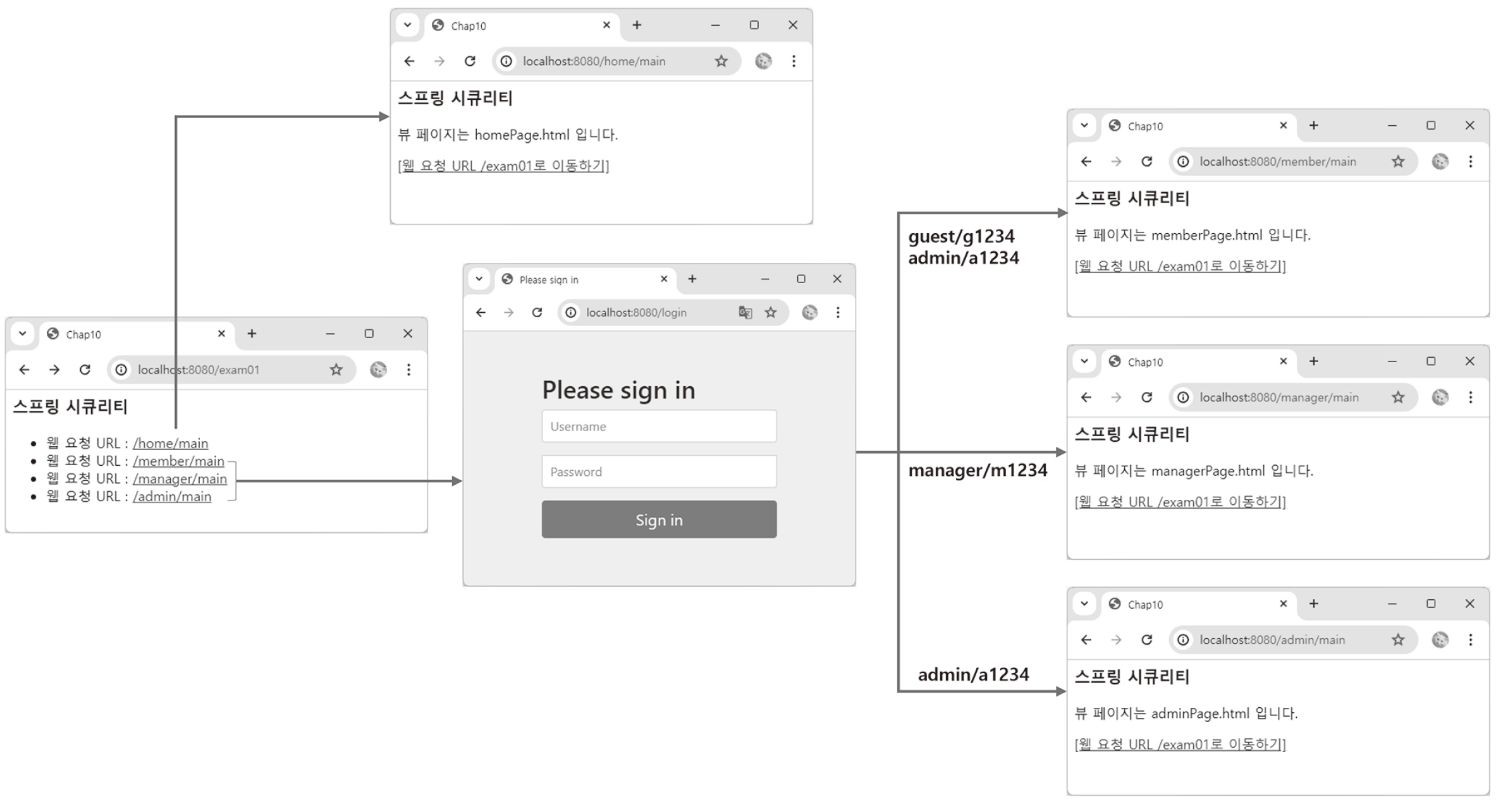 Chap10
localhost:8080/home/main
스프링 시큐리티
뷰 페이지는 homePage.html 입니다.
[웹 요청 URL /exam01로 이동하기]
Chap10
localhost:8080/exam01
스프링 시큐리티
• 웹 요청 URL : /home/main
• 웹 요청 URL : /member/main
• 웹 요청 URL : /manager/main
• 웹 요청 URL : /admin/main
Please sign in
localhost:8080/login
Please sign in
Username
Password
Sign in
guest/g1234
admin/a1234
manager/m1234
admin/a1234
Chap10
localhost:8080/member/main
스프링 시큐리티
뷰 페이지는 memberPage.html 입니다.
[웹 요청 URL /exam01로 이동하기]
Chap10
localhost:8080/manager/main
스프링 시큐리티
뷰 페이지는 managerPage.html 입니다.
[웹 요청 URL /exam01로 이동하기]
Chap10
localhost:8080/admin/main
스프링 시큐리티
뷰 페이지는 adminPage.html 입니다.
[웹 요청 URL /exam01로 이동하기]